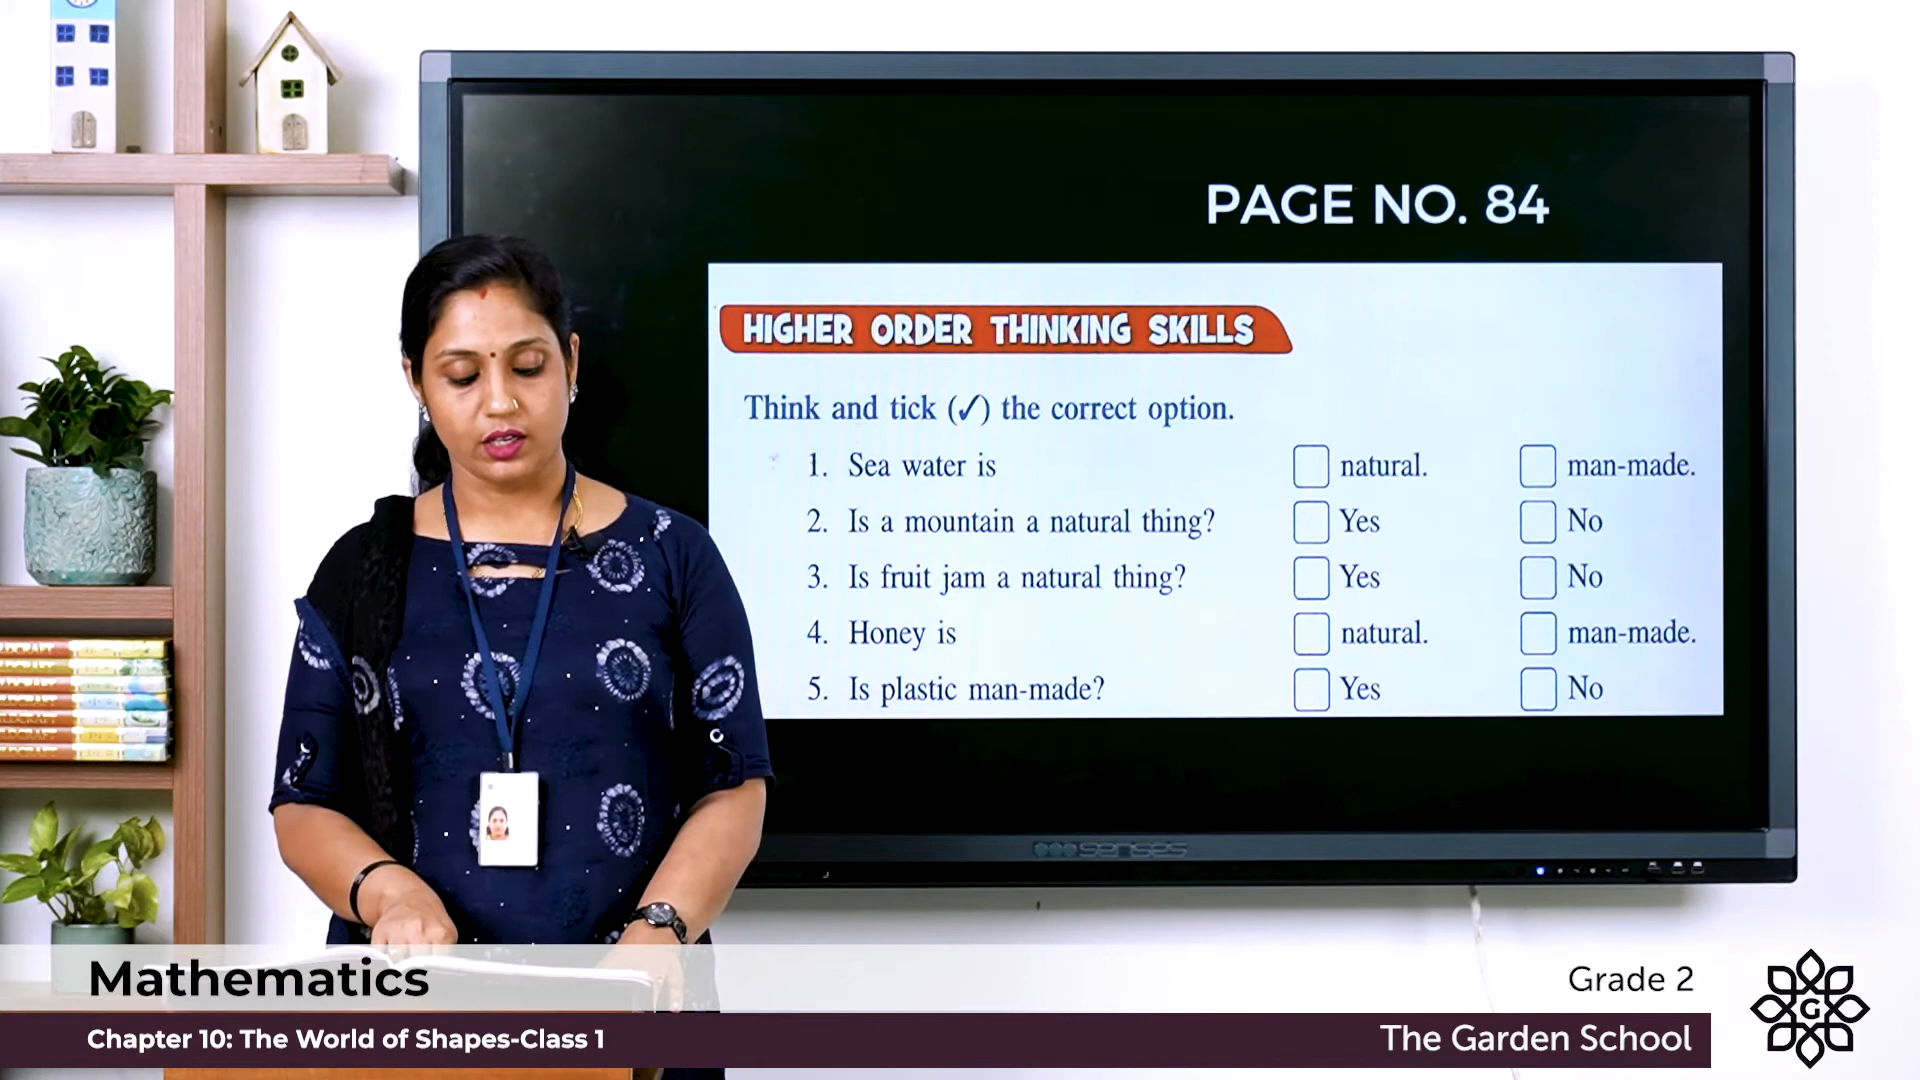 PAGE NO. 84
HIGHER ORDER THINKING SKILLS
Think and tick (✓) the correct option.
1. Sea water is natural. man-made.
2. Is a mountain a natural thing? Yes No
3. Is fruit jam a natural thing? Yes No
4. Honey is natural. man-made.
5. Is plastic man-made? Yes No
senses
Mathematics
Grade 2
Chapter 10: The World of Shapes-Class 1
The Garden School
G